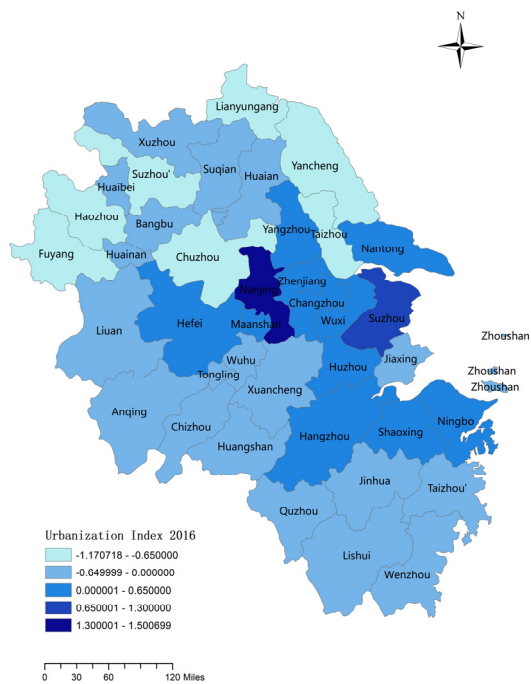 N
Lianyungang
Xuzhou
Yancheng
Suzhou'
Suqian
Huaian
Huaibei
Haozhou
Bangbu
Yangzhou
Taizhou
Nantong
Fuyang
Huainan
Chuzhou
Nanjing
Zhenjiang
Changzhou
Suzhou
Hefei
Maanshan
Wuxi
Liuan
Zhoushan
Wuhu
Jiaxing
Tongling
Huzhou
Zhoushan
Xuancheng
Zhoushan
Anqing
Chizhou
Ningbo
Huangshan
Hangzhou
Shaoxing
Jinhua
Taizhou'
Quzhou
Lishui
Wenzhou
Urbanization Index 2016
-1.170718 - -0.650000
-0.649999 - 0.000000
0.000001 - 0.650000
0.650001 - 1.300000
1.300001 - 1.500699
0 30 60 120 Miles